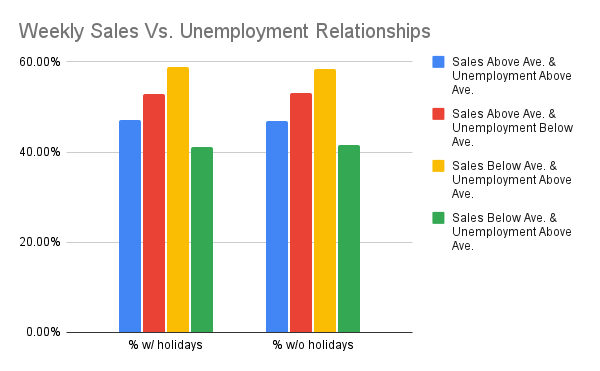 Weekly Sales Vs. Unemployment Relationships
60.00%
40.00%
20.00%
0.00%
% w/ holidays
% w/o holidays
Sales Above Ave. &
Unemployment Above
Ave.
Sales Above Ave. &
Unemployment Below
Ave.
Sales Below Ave. &
Unemployment Above
Ave.
Sales Below Ave. &
Unemployment Above
Ave.